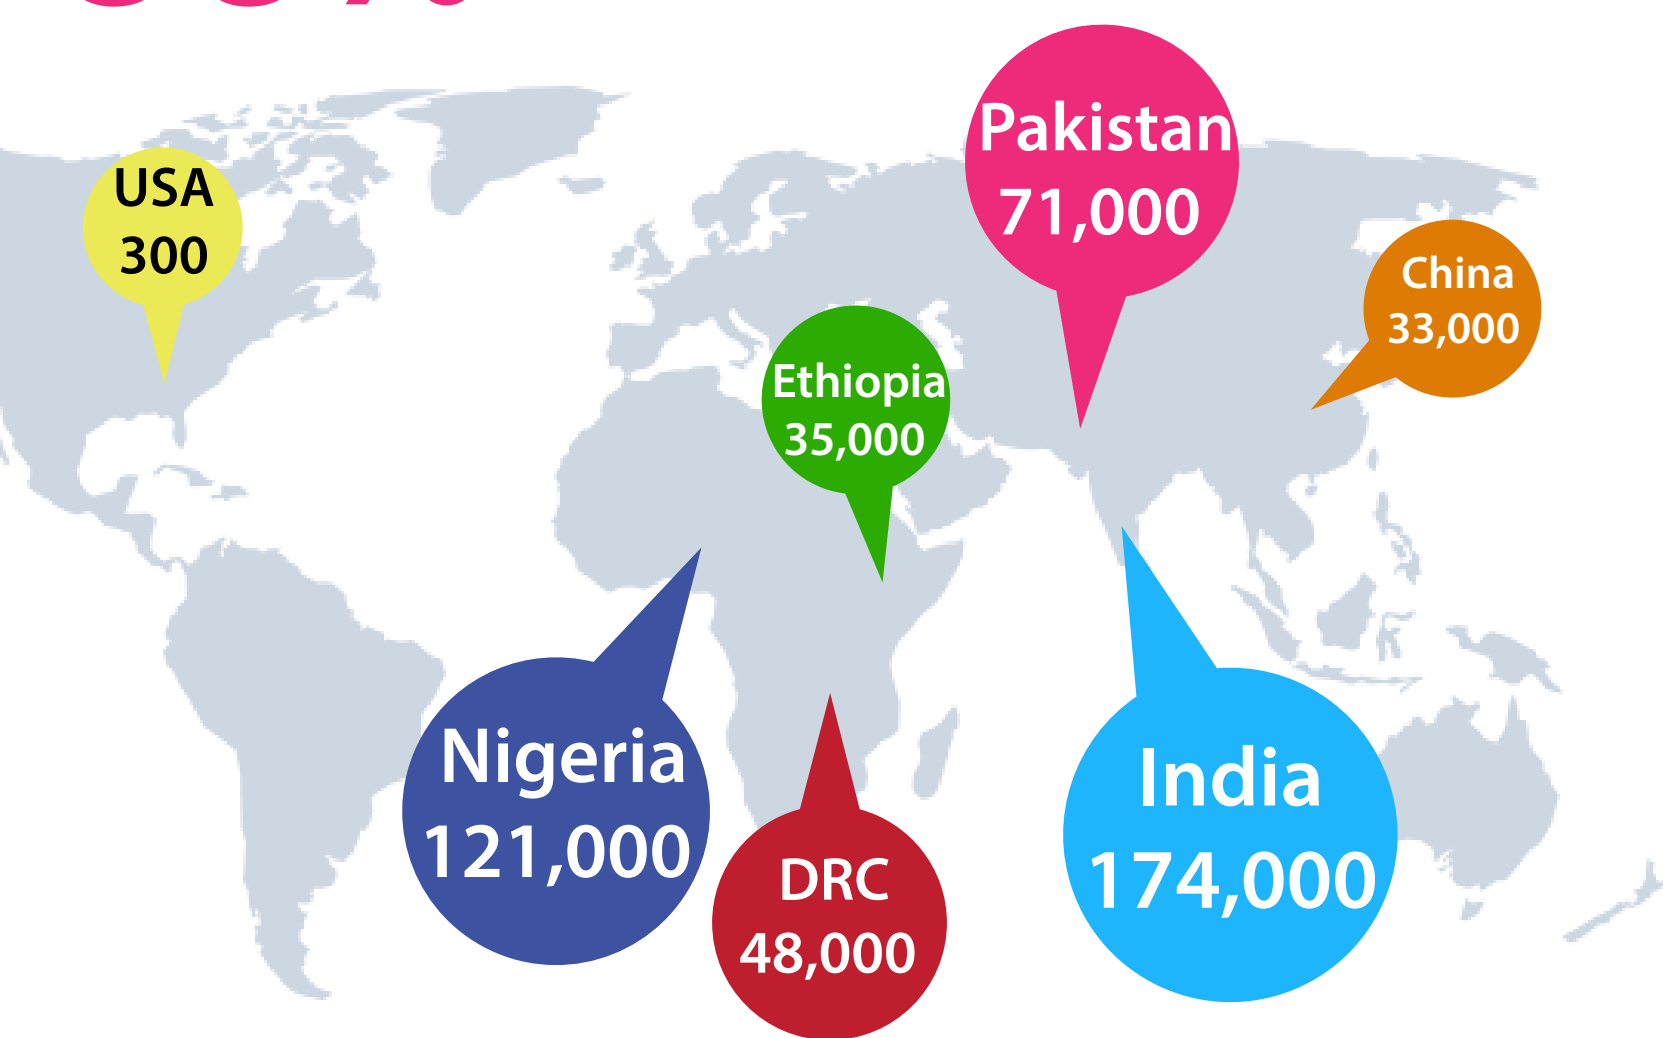 Pakistan
71,000
USA
300
China
33,000
Ethiopia
35,000
Nigeria
121,000
India
174,000
DRC
48,000